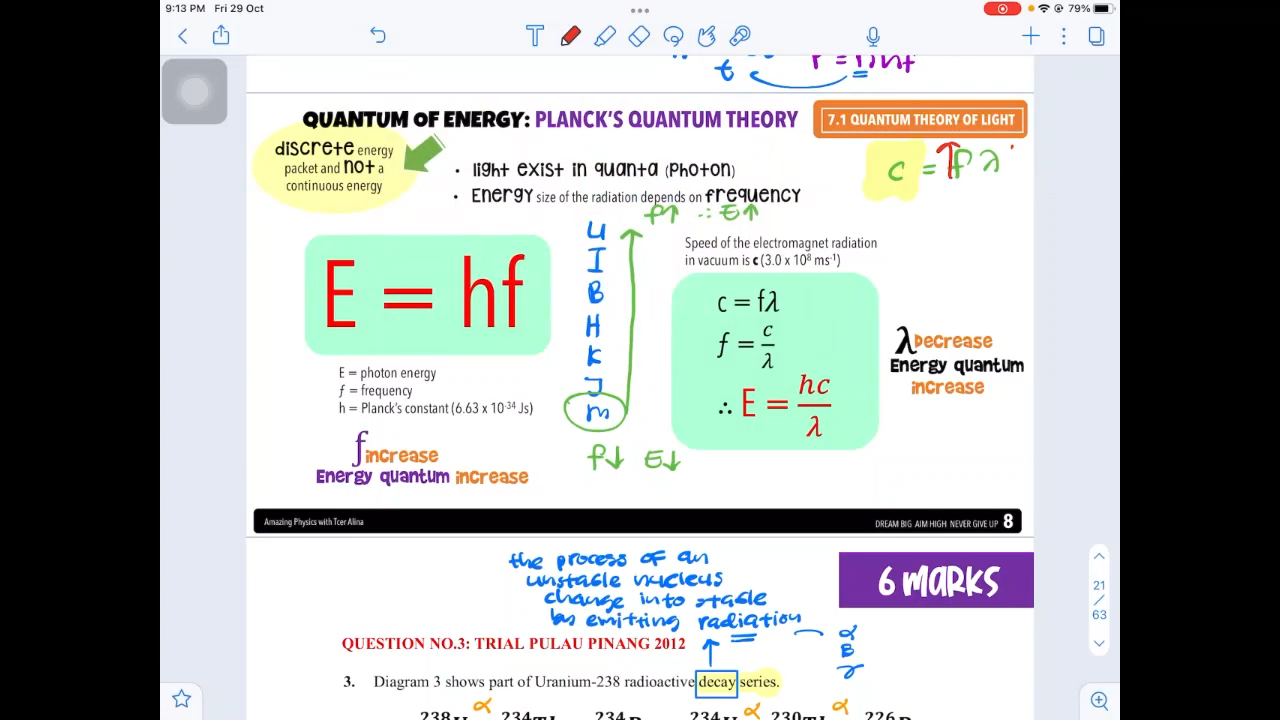 9:13 PM Fri 29 Oct
79%
t
QUANTUM OF ENERGY: PLANCK'S QUANTUM THEORY
7.1 QUANTUM THEORY OF LIGHT
discrete energy
packet and not a
continuous energy
• light exist in quanta (photon)
• Energy size of the radiation depends on frequency
c = f λ
f↑ ∴ E↑
U
I
B
H
K
J
m
f↓ E↓
E = hf
E = photon energy
f = frequency
h = Planck's constant (6.63 x 10⁻³⁴ Js)
f increase
Energy quantum increase
Speed of the electromagnet radiation
in vacuum is c (3.0 x 10⁸ ms⁻¹)
c = fλ
f = c/λ
∴ E = hc/λ
λ Decrease
Energy quantum
increase
Amazing Physics with Tcer Alina
DREAM BIG AIM HIGH NEVER GIVE UP 8
the process of an
unstable nucleus
change into stable
by emitting radiation
α
β
γ
6 MARKS
QUESTION NO.3: TRIAL PULAU PINANG 2012
3. Diagram 3 shows part of Uranium-238 radioactive decay series.
α α α
238 234 234 234 230 226
21
/
63